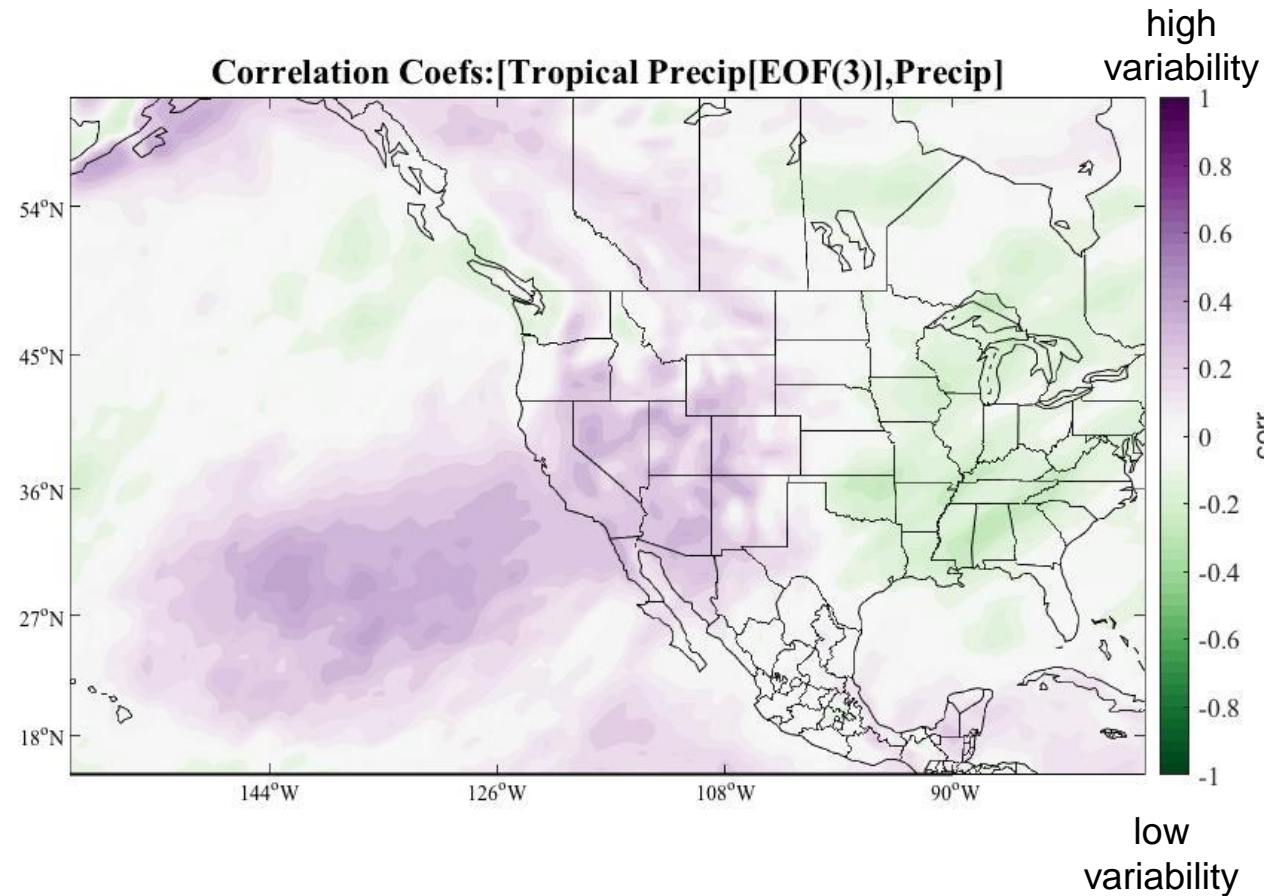 high
variability
Correlation Coefs:[Tropical Precip[EOF(3)],Precip]
1
0.8
0.6
0.4
0.2
0
-0.2
-0.4
-0.6
-0.8
-1
corr
54°N
45°N
36°N
27°N
18°N
144°W
126°W
108°W
90°W
low
variability